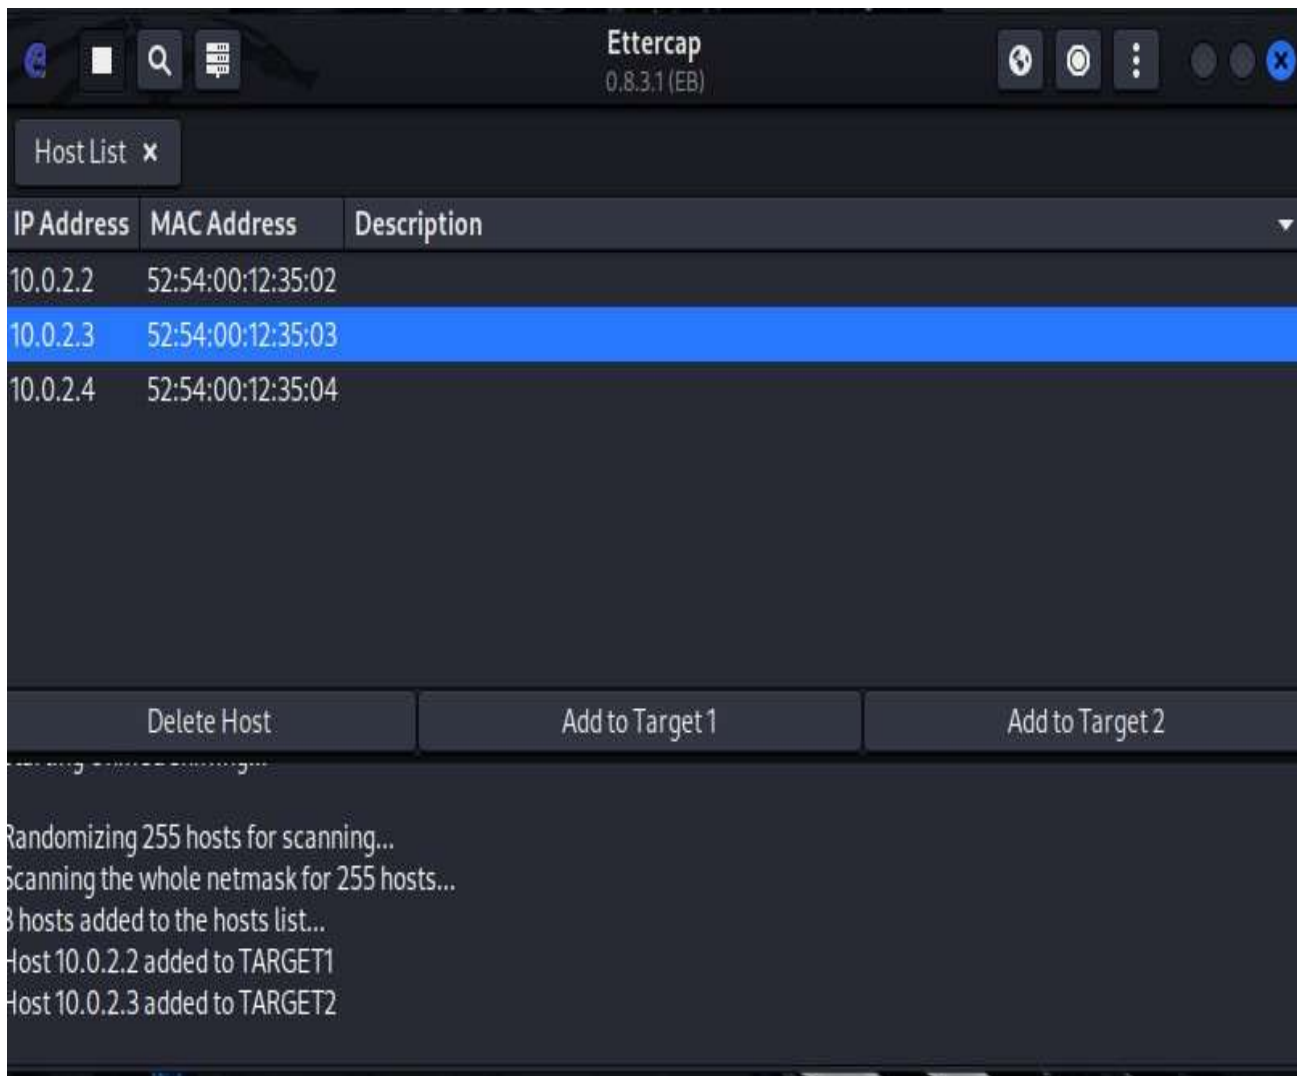 Ettercap
0.8.3.1 (EB)
Host List ×
IP Address MAC Address Description
10.0.2.2 52:54:00:12:35:02
10.0.2.3 52:54:00:12:35:03
10.0.2.4 52:54:00:12:35:04
Delete Host Add to Target 1 Add to Target 2
Randomizing 255 hosts for scanning...
Scanning the whole netmask for 255 hosts...
3 hosts added to the hosts list...
Host 10.0.2.2 added to TARGET1
Host 10.0.2.3 added to TARGET2